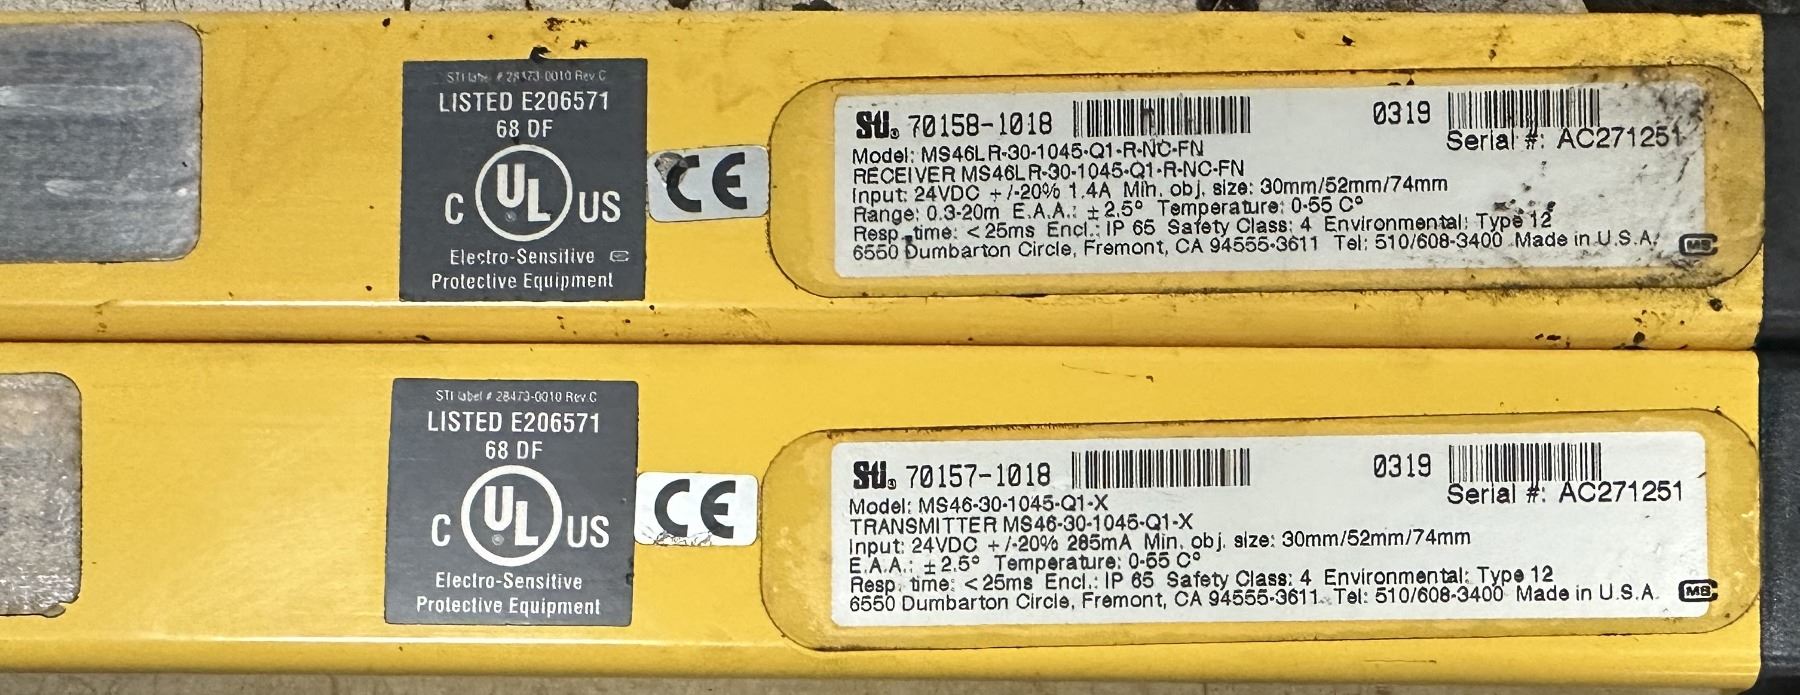 STI label # 28473-0010 Rev C
LISTED E206571
68 DF
C UL US
Electro-Sensitive
Protective Equipment
CE
STI. 70158-1018 0319
Serial #: AC271251
Model: MS46LR-30-1045-Q1-R-NC-FN
RECEIVER MS46LR-30-1045-Q1-R-NC-FN
Input: 24VDC +/-20% 1.4A Min. obj. size: 30mm/52mm/74mm
Range: 0.3-20m E.A.A.: ±2.5° Temperature: 0-55 C°
Resp. time: <25ms Encl.: IP 65 Safety Class: 4 Environmental: Type 12
6550 Dumbarton Circle, Fremont, CA 94555-3611 Tel: 510/608-3400 Made in U.S.A. MS
STI label # 28473-0010 Rev C
LISTED E206571
68 DF
C UL US
Electro-Sensitive
Protective Equipment
CE
STI. 70157-1018 0319
Serial #: AC271251
Model: MS46-30-1045-Q1-X
TRANSMITTER MS46-30-1045-Q1-X
Input: 24VDC +/-20% 285mA Min. obj. size: 30mm/52mm/74mm
E.A.A.: ±2.5° Temperature: 0-55 C°
Resp. time: <25ms Encl.: IP 65 Safety Class: 4 Environmental: Type 12
6550 Dumbarton Circle, Fremont, CA 94555-3611 Tel: 510/608-3400 Made in U.S.A. MS